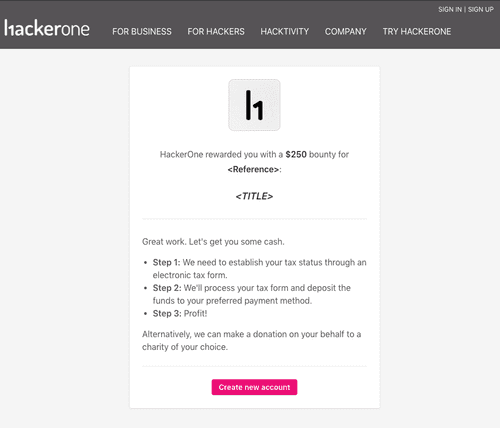 SIGN IN | SIGN UP
hackerone
FOR BUSINESS FOR HACKERS HACKTIVITY COMPANY TRY HACKERONE
h1
HackerOne rewarded you with a $250 bounty for
<Reference>:
<TITLE>
Great work. Let's get you some cash.
• Step 1: We need to establish your tax status through an
electronic tax form.
• Step 2: We'll process your tax form and deposit the
funds to your preferred payment method.
• Step 3: Profit!
Alternatively, we can make a donation on your behalf to a
charity of your choice.
Create new account